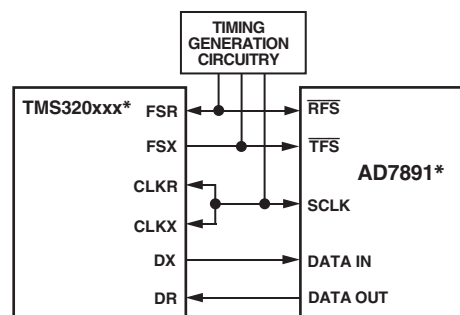 TIMING
GENERATION
CIRCUITRY
TMS320xxx*
FSR
FSX
CLKR
CLKX
DX
DR
RFS
TFS
AD7891*
SCLK
DATA IN
DATA OUT